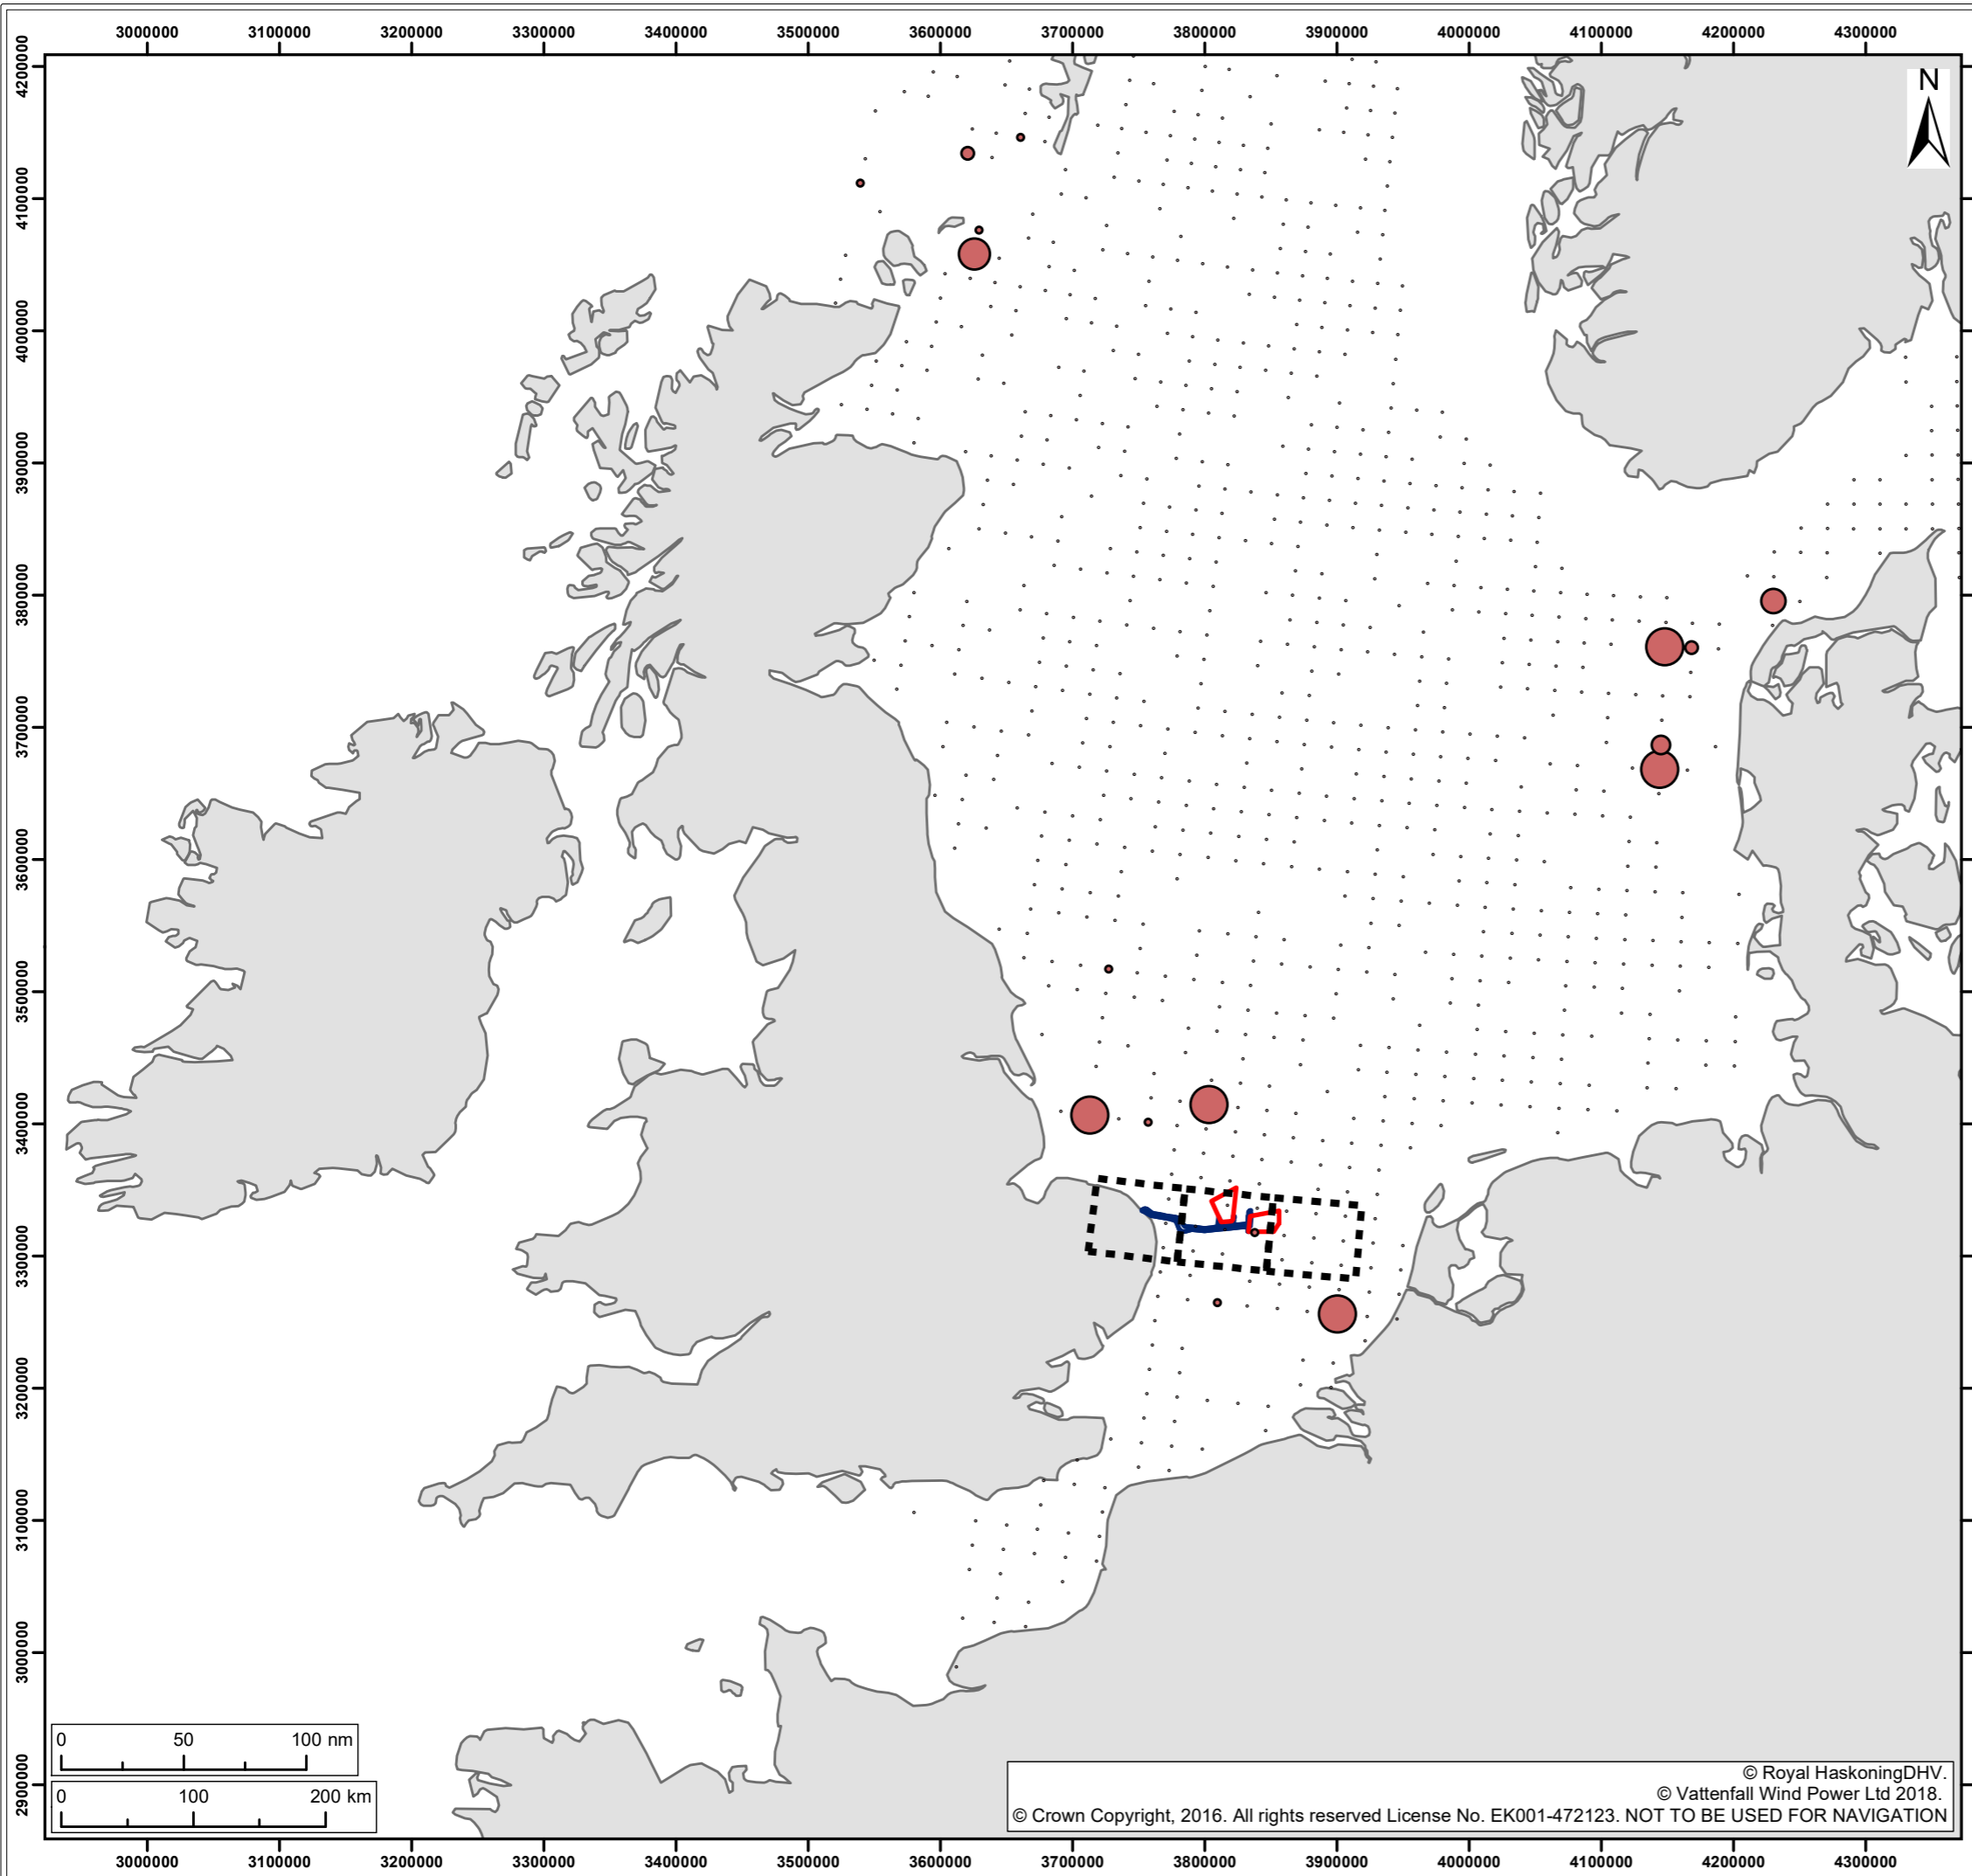 3000000 3100000 3200000 3300000 3400000 3500000 3600000 3700000 3800000 3900000 4000000 4100000 4200000 4300000
4200000
4100000
4000000
3900000
3800000
3700000
3600000
3500000
3400000
3300000
3200000
3100000
3000000
2900000
N
0 50 100 nm
0 100 200 km
© Royal HaskoningDHV.
© Vattenfall Wind Power Ltd 2018.
© Crown Copyright, 2016. All rights reserved License No. EK001-472123. NOT TO BE USED FOR NAVIGATION
3000000 3100000 3200000 3300000 3400000 3500000 3600000 3700000 3800000 3900000 4000000 4100000 4200000 4300000